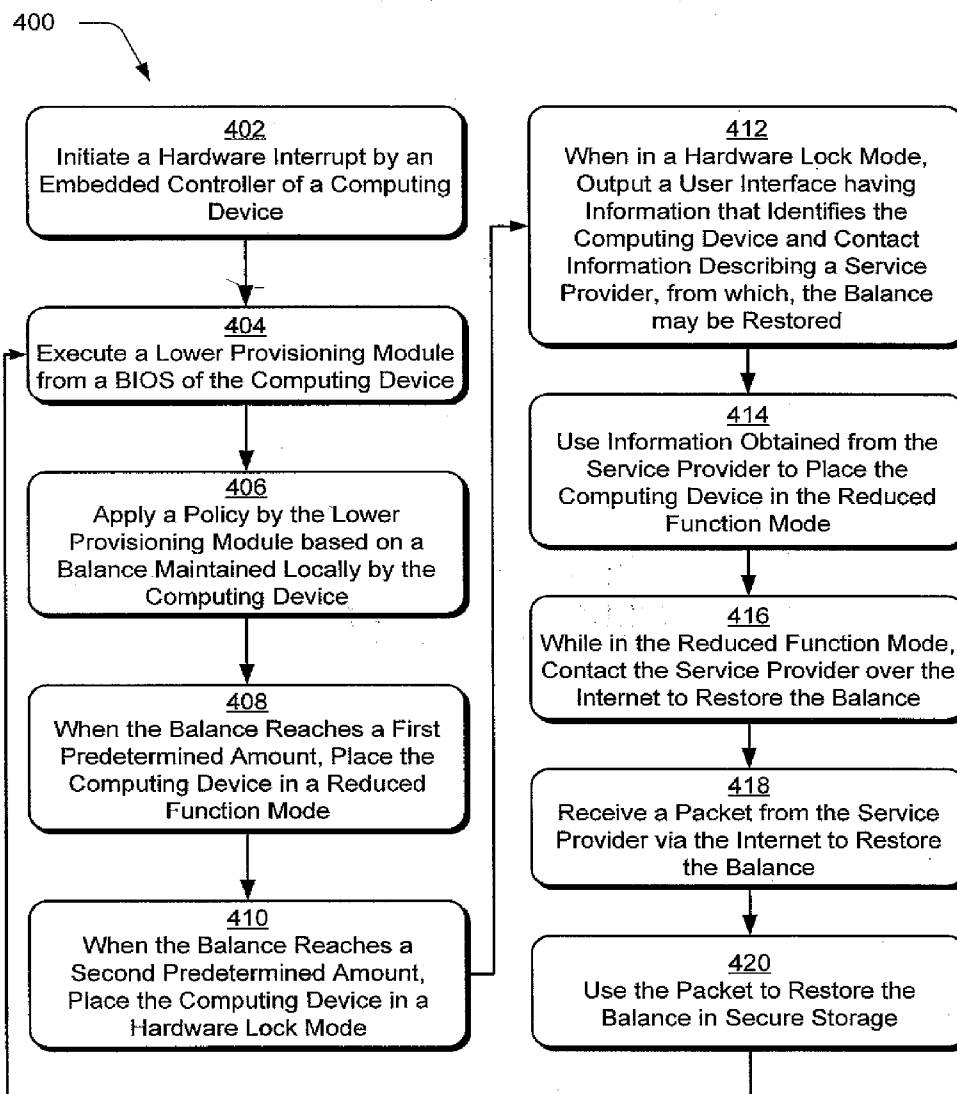 400
402
Initiate a Hardware Interrupt by an
Embedded Controller of a Computing
Device
404
Execute a Lower Provisioning Module
from a BIOS of the Computing Device
406
Apply a Policy by the Lower
Provisioning Module based on a
Balance Maintained Locally by the
Computing Device
408
When the Balance Reaches a First
Predetermined Amount, Place the
Computing Device in a Reduced
Function Mode
410
When the Balance Reaches a
Second Predetermined Amount,
Place the Computing Device in a
Hardware Lock Mode
412
When in a Hardware Lock Mode,
Output a User Interface having
Information that Identifies the
Computing Device and Contact
Information Describing a Service
Provider, from which, the Balance
may be Restored
414
Use Information Obtained from the
Service Provider to Place the
Computing Device in the Reduced
Function Mode
416
While in the Reduced Function Mode,
Contact the Service Provider over the
Internet to Restore the Balance
418
Receive a Packet from the Service
Provider via the Internet to Restore
the Balance
420
Use the Packet to Restore the
Balance in Secure Storage